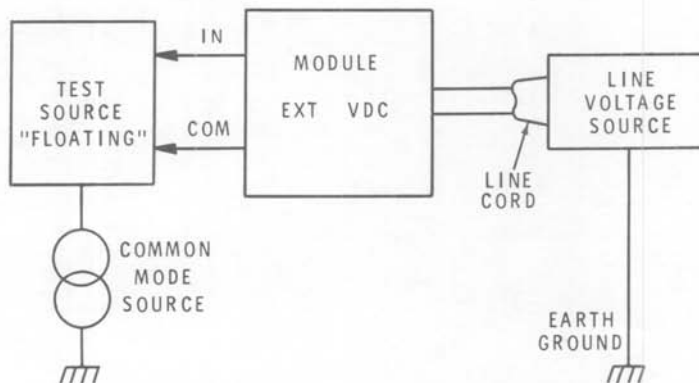 IN
MODULE
EXT VDC
COM
TEST
SOURCE
"FLOATING"
LINE
VOLTAGE
SOURCE
LINE
CORD
COMMON
MODE
SOURCE
EARTH
GROUND